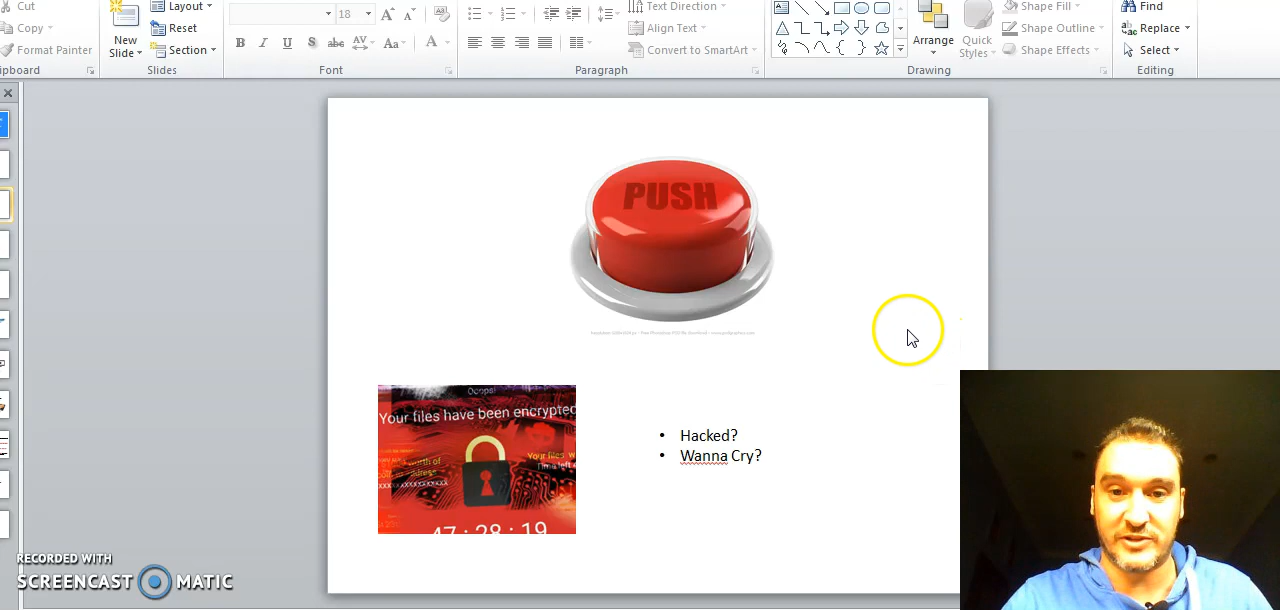 Cut
Copy
Format Painter
ipboard
New
Slide
Layout
Reset
Section
Slides
18
B I U S abc AV Aa A
Font
Paragraph
Text Direction
Align Text
Convert to SmartArt
Arrange
Quick
Styles
Shape Fill
Shape Outline
Shape Effects
Drawing
Find
Replace
Select
Editing
PUSH
Ooops!
Your files have been encrypted
47:28:19
• Hacked?
• Wanna Cry?
RECORDED WITH
SCREENCAST MATIC